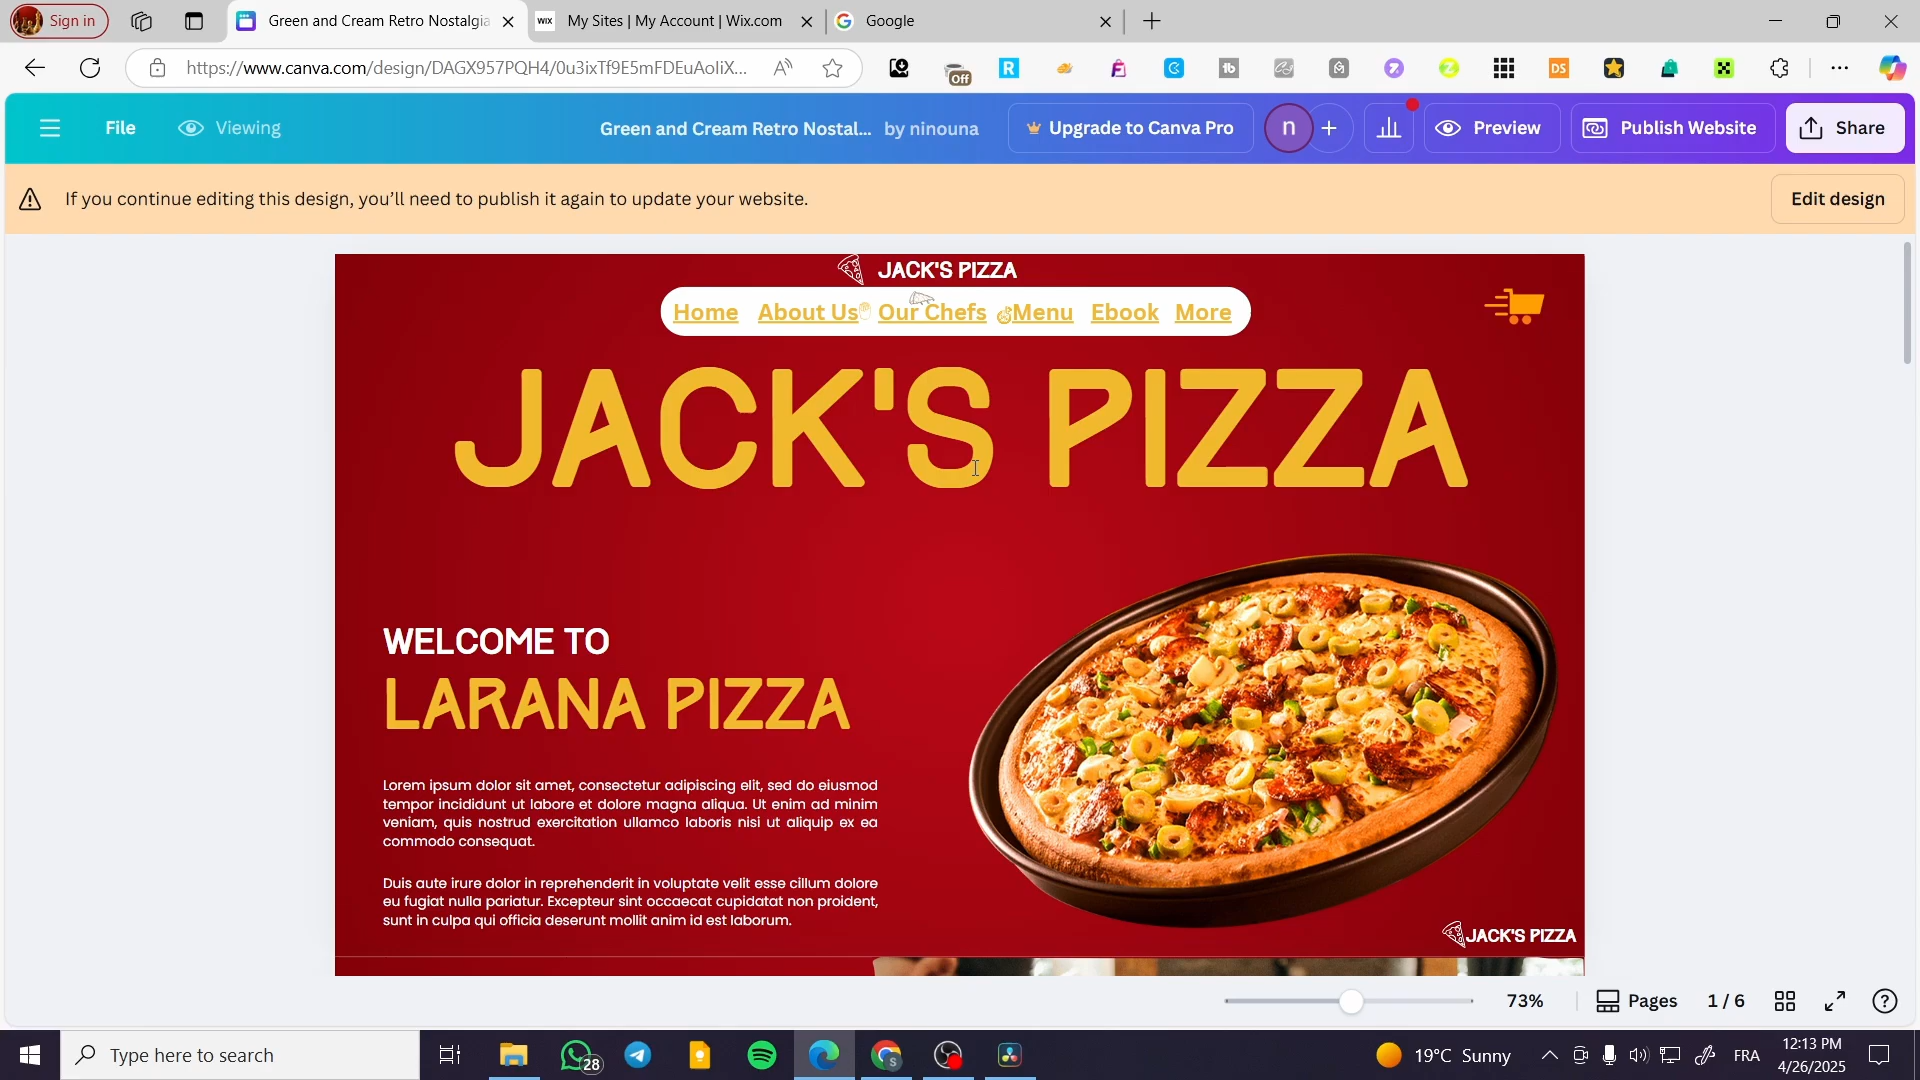 Sign in
Green and Cream Retro Nostalgia
WIX
My Sites | My Account | Wix.com
Google
https://www.canva.com/design/DAGX957PQH4/0u3ixTf9E5mFDEuAoliX...
Off
File
Viewing
Green and Cream Retro Nostal... by ninouna
Upgrade to Canva Pro
n
Preview
Publish Website
Share
If you continue editing this design, you'll need to publish it again to update your website.
Edit design
JACK'S PIZZA
Home About Us Our Chefs Menu Ebook More
JACK'S PIZZA
WELCOME TO
LARANA PIZZA
Lorem ipsum dolor sit amet, consectetur adipiscing elit, sed do eiusmod
tempor incididunt ut labore et dolore magna aliqua. Ut enim ad minim
veniam, quis nostrud exercitation ullamco laboris nisi ut aliquip ex ea
commodo consequat.
Duis aute irure dolor in reprehenderit in voluptate velit esse cillum dolore
eu fugiat nulla pariatur. Excepteur sint occaecat cupidatat non proident,
sunt in culpa qui officia deserunt mollit anim id est laborum.
JACK'S PIZZA
73%
Pages
1 / 6
Type here to search
28
19°C Sunny
FRA
12:13 PM
4/26/2025